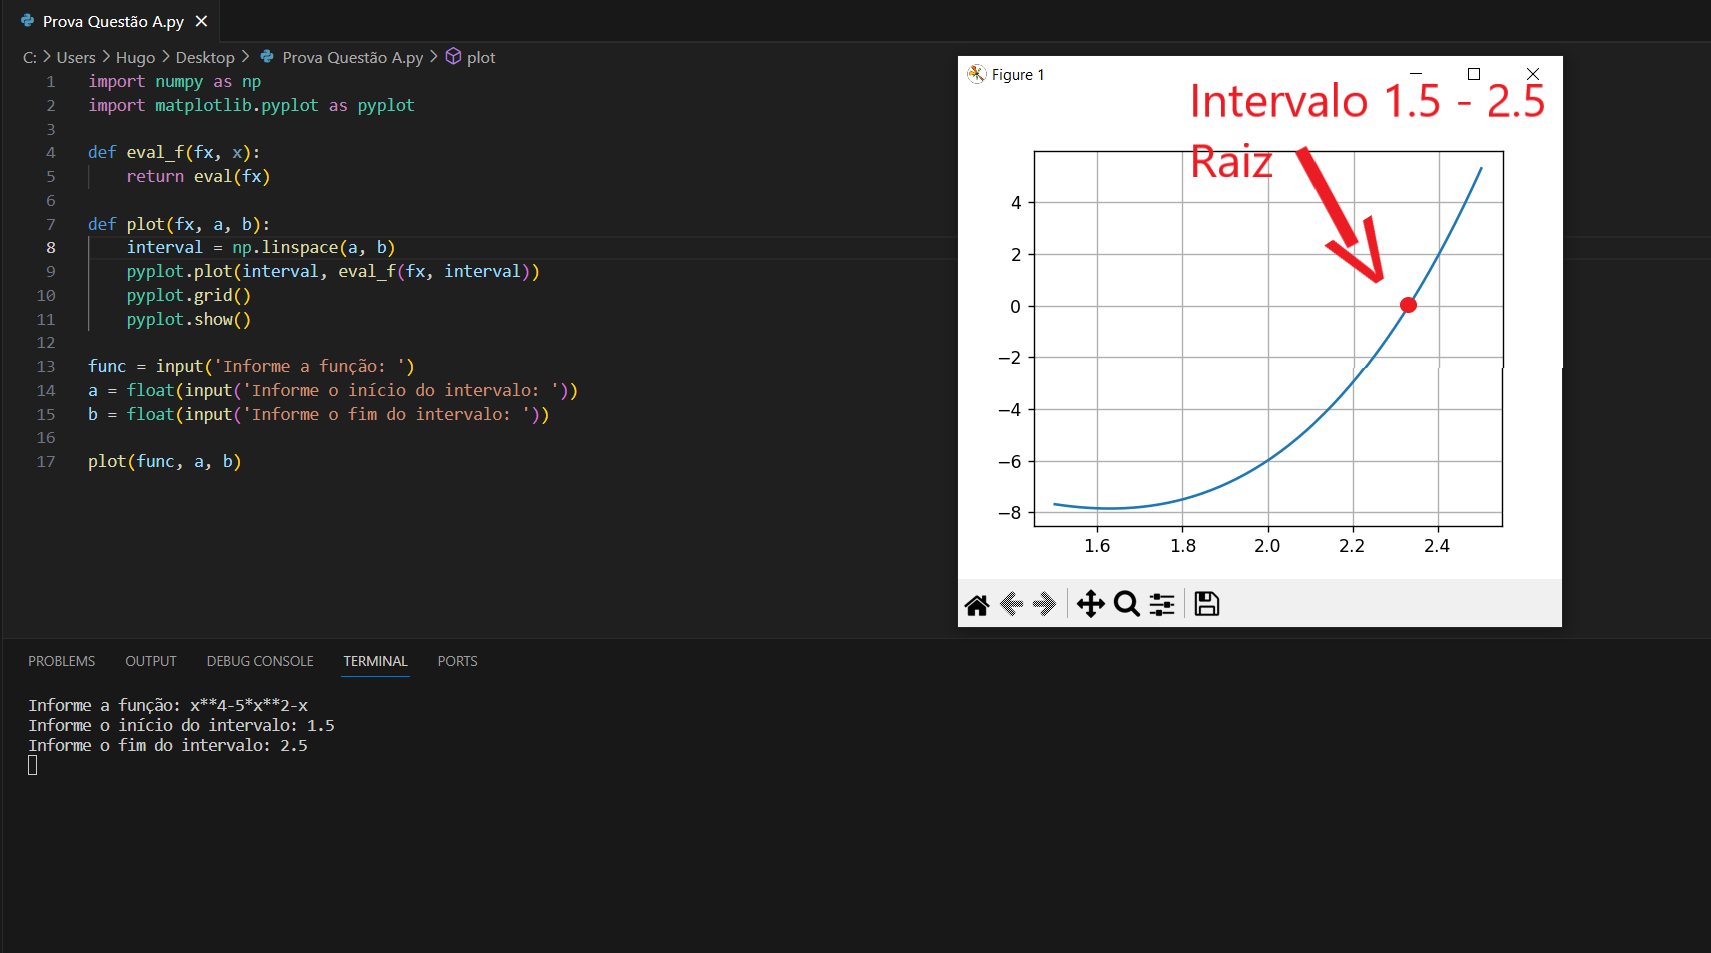 Prova Questão A.py
C: > Users > Hugo > Desktop > Prova Questão A.py > plot
1 import numpy as np
2 import matplotlib.pyplot as pyplot
3
4 def eval_f(fx, x):
5 return eval(fx)
6
7 def plot(fx, a, b):
8 interval = np.linspace(a, b)
9 pyplot.plot(interval, eval_f(fx, interval))
10 pyplot.grid()
11 pyplot.show()
12
13 func = input('Informe a função: ')
14 a = float(input('Informe o início do intervalo: '))
15 b = float(input('Informe o fim do intervalo: '))
16
17 plot(func, a, b)
Figure 1
Intervalo 1.5 - 2.5
Raiz
4
2
0
−2
−4
−6
−8
1.6 1.8 2.0 2.2 2.4
PROBLEMS OUTPUT DEBUG CONSOLE TERMINAL PORTS
Informe a função: x**4-5*x**2-x
Informe o início do intervalo: 1.5
Informe o fim do intervalo: 2.5